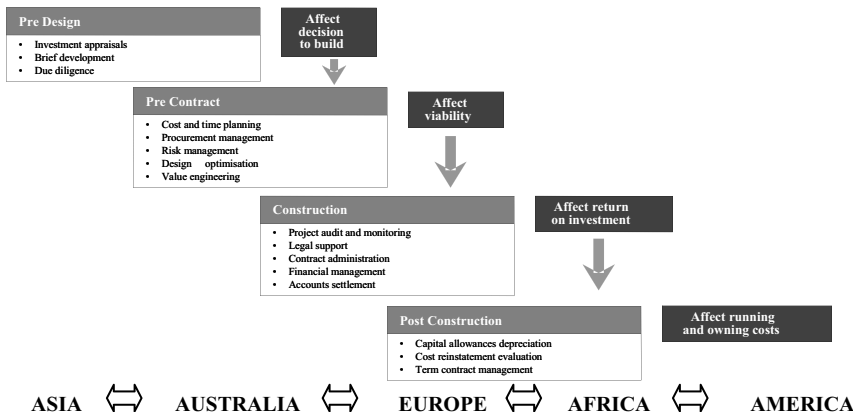 Pre Design
• Investment appraisals
• Brief development
• Due diligence
Affect
decision
to build
Pre Contract
• Cost and time planning
• Procurement management
• Risk management
• Design optimisation
• Value engineering
Affect
viability
Construction
• Project audit and monitoring
• Legal support
• Contract administration
• Financial management
• Accounts settlement
Affect return
on investment
Post Construction
• Capital allowances depreciation
• Cost reinstatement evaluation
• Term contract management
Affect running
and owning costs
ASIA AUSTRALIA EUROPE AFRICA AMERICA